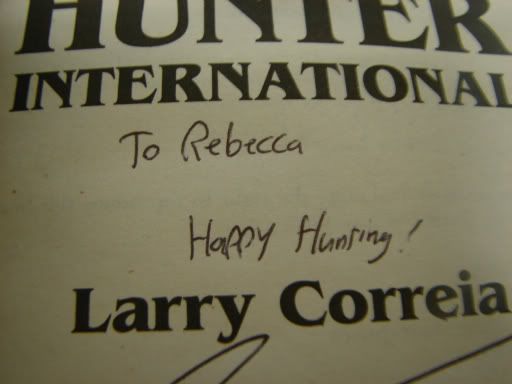 HUNTER
INTERNATIONAL
To Rebecca
Happy Hunting!
Larry Correia